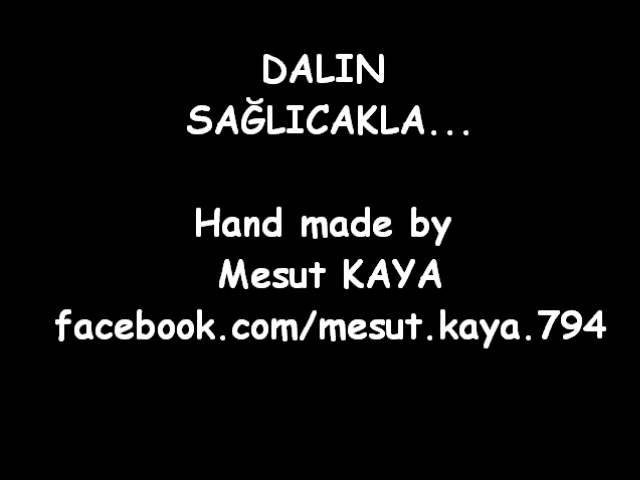 DALIN
SAĞLICAKLA...
Hand made by
Mesut KAYA
facebook.com/mesut.kaya.794